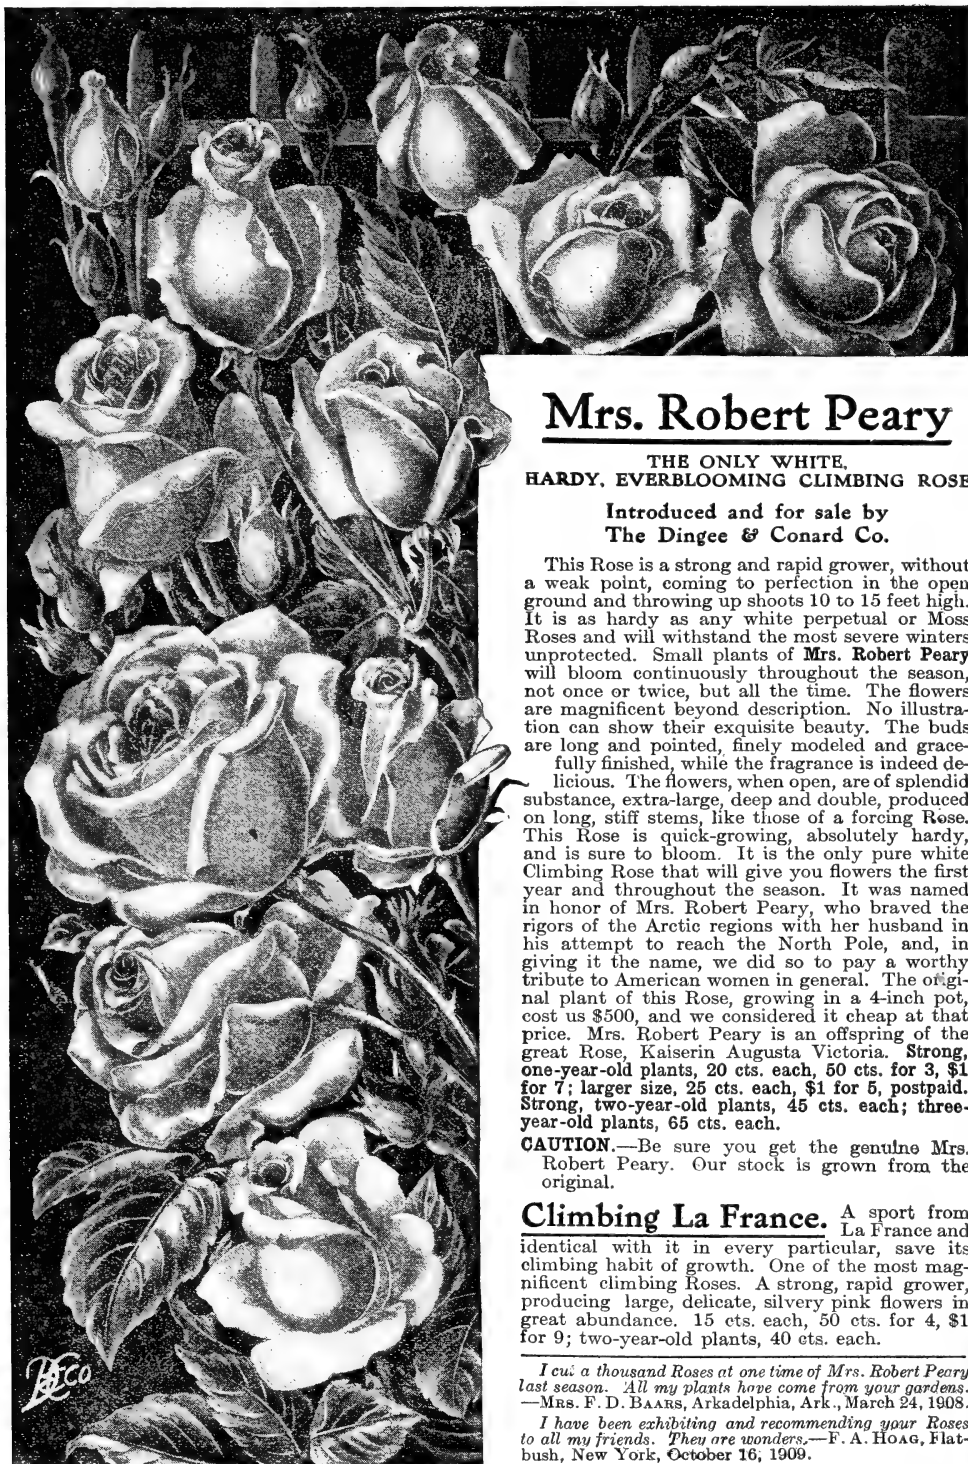 Mrs. Robert Peary
THE ONLY WHITE,
HARDY, EVERBLOOMING CLIMBING ROSE
Introduced and for sale by
The Dingee & Conard Co.
This Rose is a strong and rapid grower, without
a weak point, coming to perfection in the open
ground and throwing up shoots 10 to 15 feet high.
It is as hardy as any white perpetual or Moss
Roses and will withstand the most severe winters
unprotected. Small plants of Mrs. Robert Peary
will bloom continuously throughout the season,
not once or twice, but all the time. The flowers
are magnificent beyond description. No illustra-
tion can show their exquisite beauty. The buds
are long and pointed, finely modeled and grace-
fully finished, while the fragrance is indeed de-
licious. The flowers, when open, are of splendid
substance, extra-large, deep and double, produced
on long, stiff stems, like those of a forcing Rose.
This Rose is quick-growing, absolutely hardy,
and is sure to bloom. It is the only pure white
Climbing Rose that will give you flowers the first
year and throughout the season. It was named
in honor of Mrs. Robert Peary, who braved the
rigors of the Arctic regions with her husband in
his attempt to reach the North Pole, and, in
giving it the name, we did so to pay a worthy
tribute to American women in general. The origi-
nal plant of this Rose, growing in a 4-inch pot,
cost us $500, and we considered it cheap at that
price. Mrs. Robert Peary is an offspring of the
great Rose, Kaiserin Augusta Victoria. Strong,
one-year-old plants, 20 cts. each, 50 cts. for 3, $1
for 7; larger size, 25 cts. each, $1 for 5, postpaid.
Strong, two-year-old plants, 45 cts. each; three-
year-old plants, 65 cts. each.
CAUTION.—Be sure you get the genuine Mrs.
Robert Peary. Our stock is grown from the
original.
Climbing La France. A sport from
La France and
identical with it in every particular, save its
climbing habit of growth. One of the most mag-
nificent climbing Roses. A strong, rapid grower,
producing large, delicate, silvery pink flowers in
great abundance. 15 cts. each, 50 cts. for 4, $1
for 9; two-year-old plants, 40 cts. each.
I cut a thousand Roses at one time of Mrs. Robert Peary
last season. All my plants have come from your gardens.
—MRS. F. D. BAARS, Arkadelphia, Ark., March 24, 1908.
I have been exhibiting and recommending your Roses
to all my friends. They are wonders.—F. A. HOAG, Flat-
bush, New York, October 16, 1909.